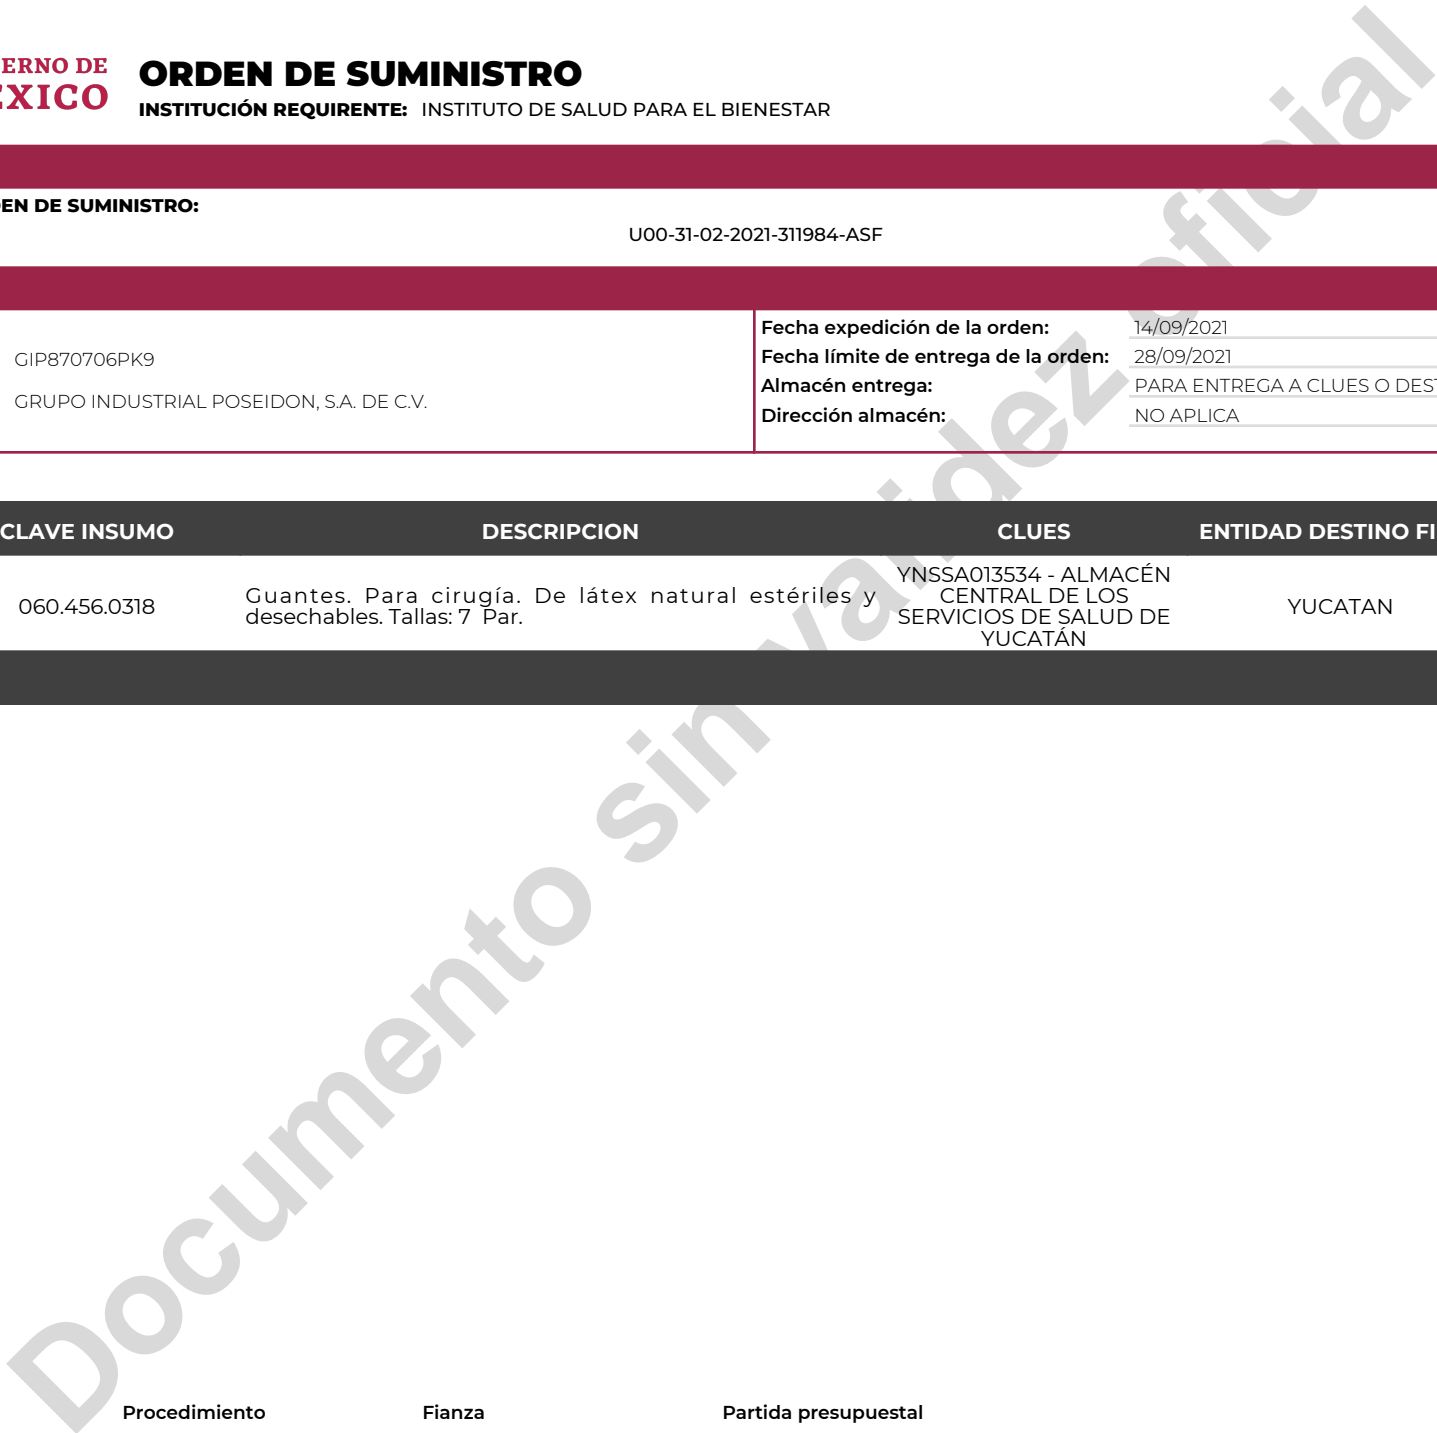 ERNO DE
ÉXICO
ORDEN DE SUMINISTRO
INSTITUCIÓN REQUIRENTE: INSTITUTO DE SALUD PARA EL BIENESTAR
EN DE SUMINISTRO:
U00-31-02-2021-311984-ASF
GIP870706PK9
GRUPO INDUSTRIAL POSEIDON, S.A. DE C.V.
Fecha expedición de la orden: 14/09/2021
Fecha límite de entrega de la orden: 28/09/2021
Almacén entrega: PARA ENTREGA A CLUES O DEST
Dirección almacén: NO APLICA
CLAVE INSUMO DESCRIPCION CLUES ENTIDAD DESTINO FI
060.456.0318
Guantes. Para cirugía. De látex natural estériles y
desechables. Tallas: 7 Par.
YNSSA013534 - ALMACÉN
CENTRAL DE LOS
SERVICIOS DE SALUD DE
YUCATÁN
YUCATAN
Documento sin validez oficial
Procedimiento Fianza Partida presupuestal